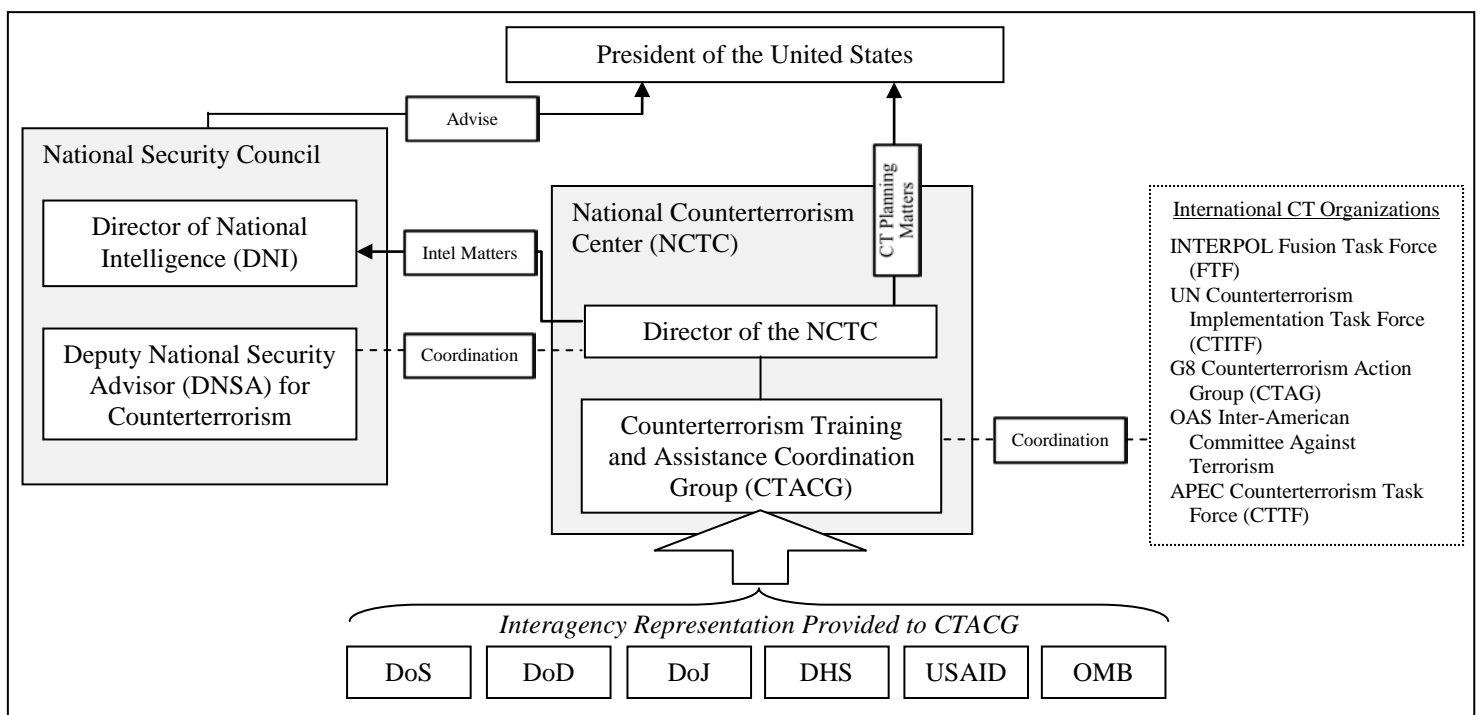 President of the United States
Advise
National Security Council
Director of National
Intelligence (DNI)
Intel Matters
Deputy National Security
Advisor (DNSA) for
Counterterrorism
Coordination
National Counterterrorism
Center (NCTC)
CT Planning
Matters
Director of the NCTC
Counterterrorism Training
and Assistance Coordination
Group (CTACG)
Coordination
International CT Organizations
INTERPOL Fusion Task Force
(FTF)
UN Counterterrorism
Implementation Task Force
(CTITF)
G8 Counterterrorism Action
Group (CTAG)
OAS Inter-American
Committee Against
Terrorism
APEC Counterterrorism Task
Force (CTTF)
Interagency Representation Provided to CTACG
DoS
DoD
DoJ
DHS
USAID
OMB